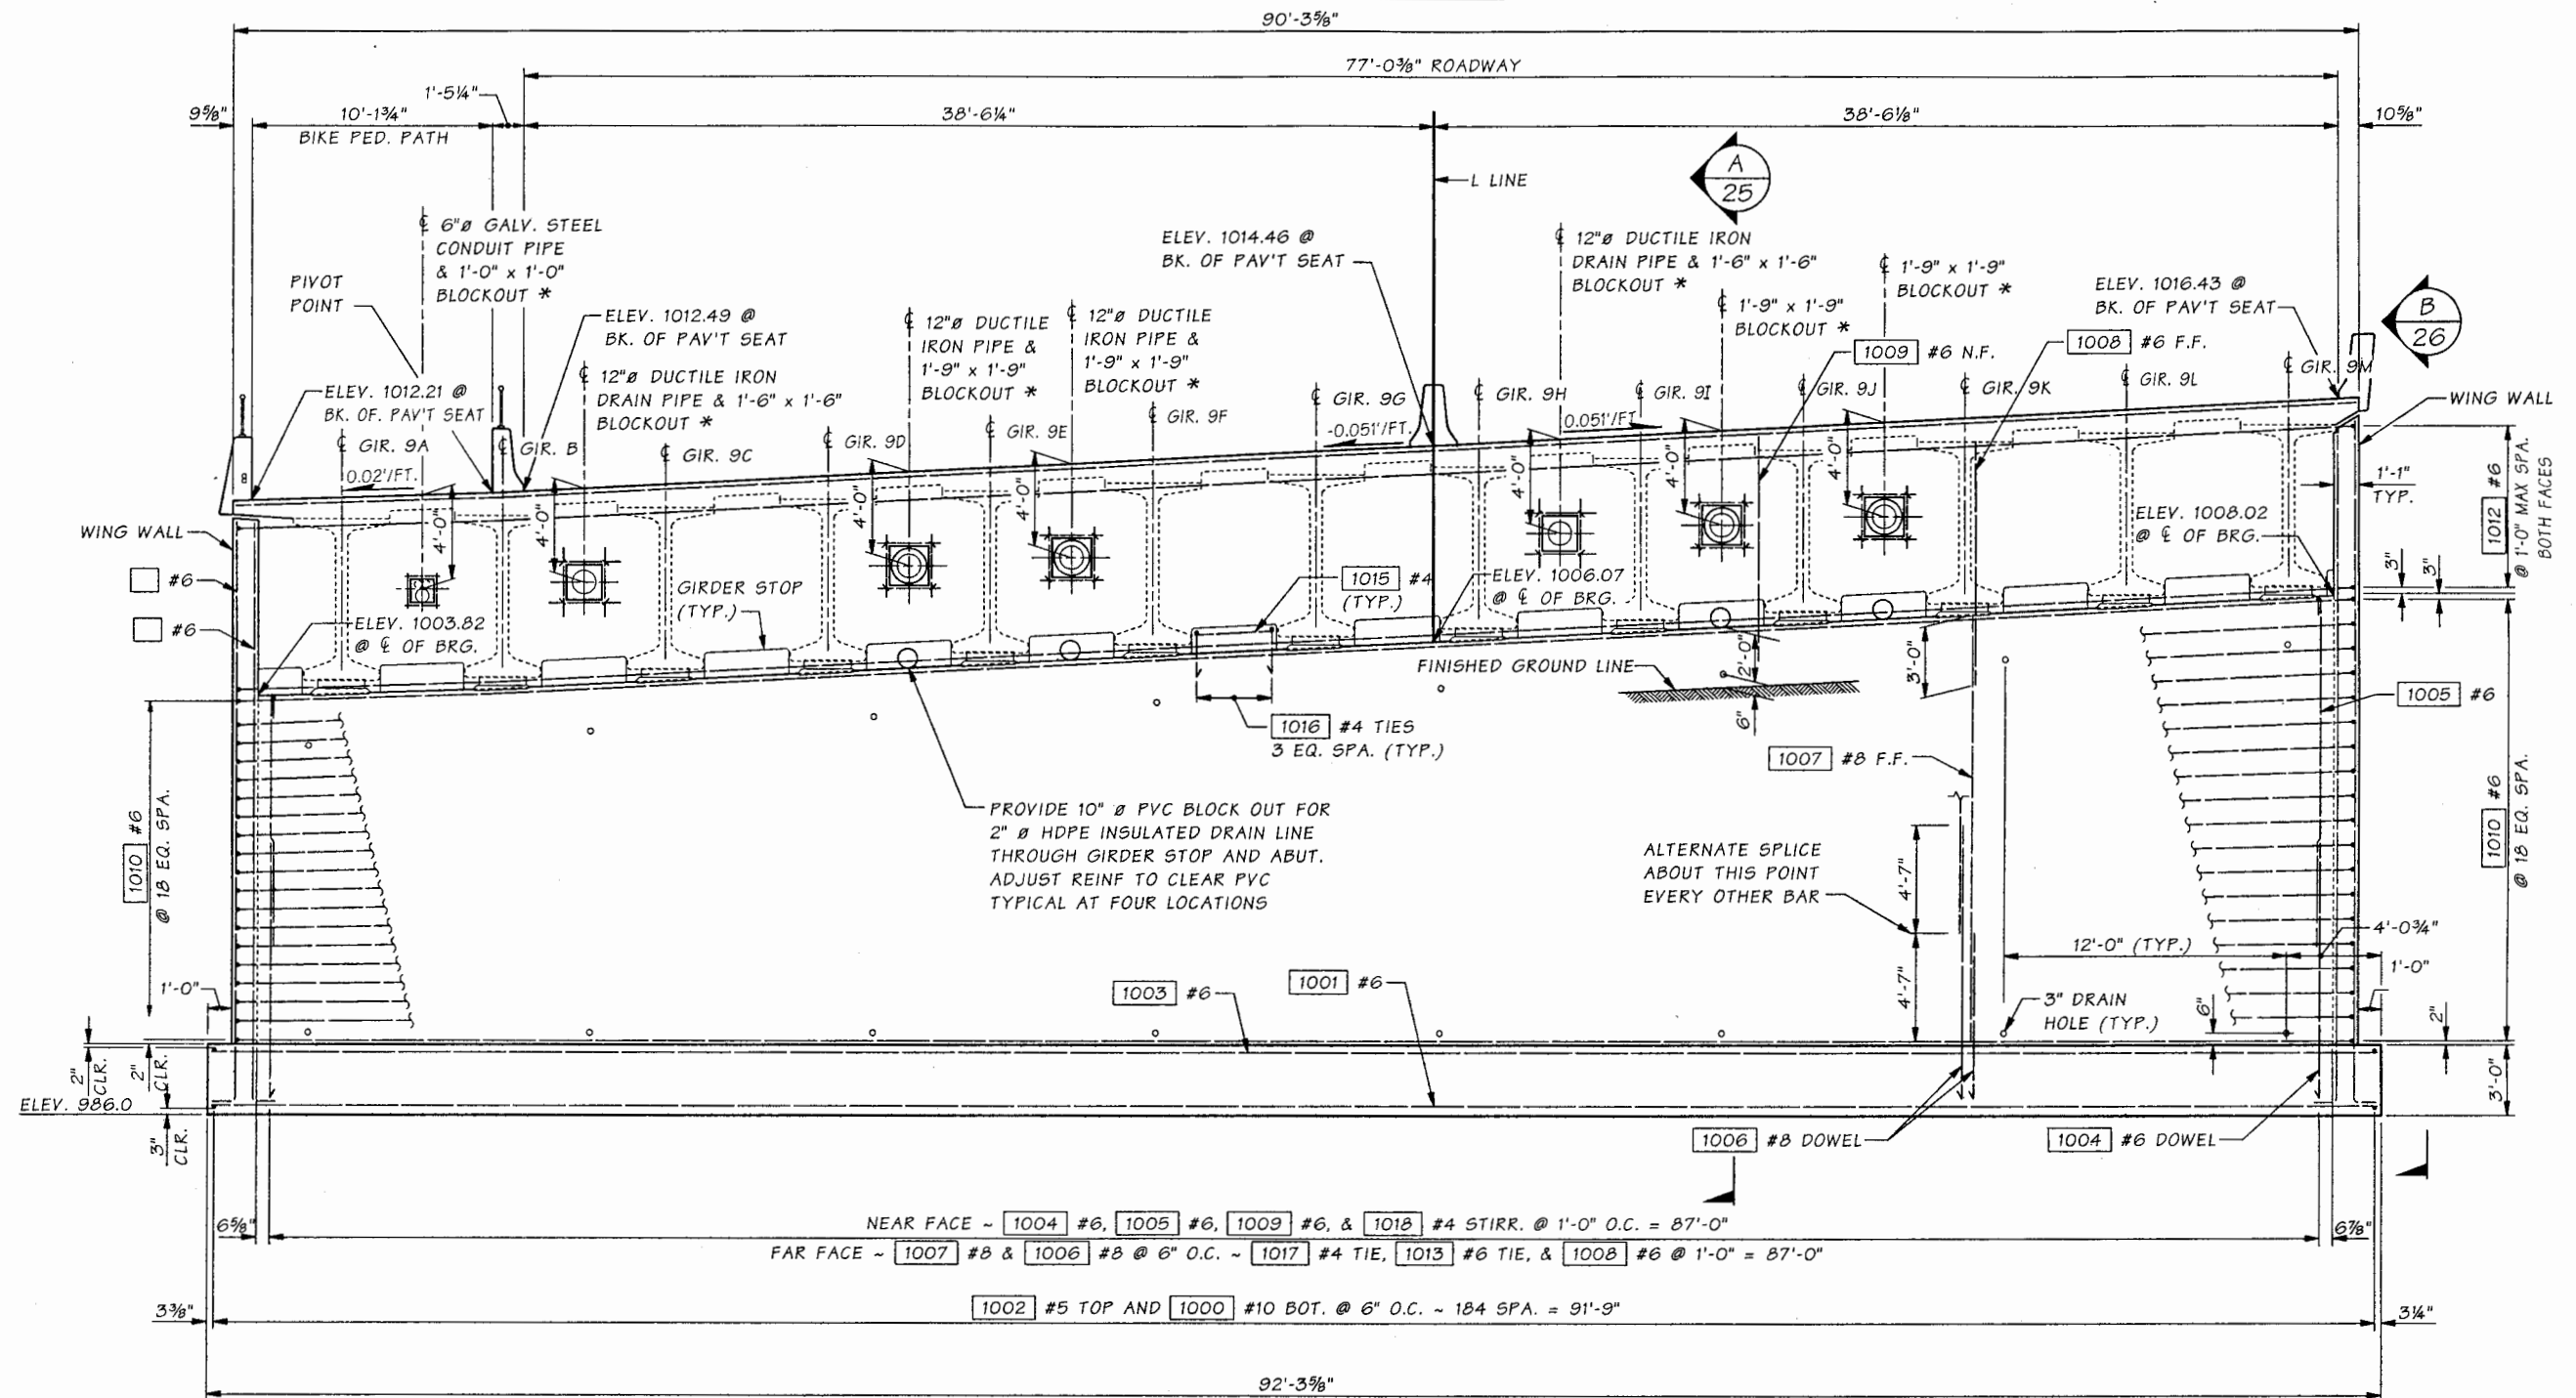 90'-3⅝"
77'-0⅜" ROADWAY
1'-5¼"
9⅝"
10'-1¾"
BIKE PED. PATH
38'-6¼"
38'-6⅛"
10⅝"
A
25
L LINE
℄ 6"ø GALV. STEEL
CONDUIT PIPE
& 1'-0" x 1'-0"
BLOCKOUT *
PIVOT
POINT
ELEV. 1012.49 @
BK. OF PAV'T SEAT
ELEV. 1012.21 @
BK. OF. PAV'T SEAT
℄ 12"ø DUCTILE IRON
DRAIN PIPE & 1'-6" x 1'-6"
BLOCKOUT *
℄ 12"ø DUCTILE
IRON PIPE &
1'-9" x 1'-9"
BLOCKOUT *
℄ 12"ø DUCTILE
IRON PIPE &
1'-9" x 1'-9"
BLOCKOUT *
ELEV. 1014.46 @
BK. OF PAV'T SEAT
℄ 12"ø DUCTILE IRON
DRAIN PIPE & 1'-6" x 1'-6"
BLOCKOUT *
℄ 1'-9" x 1'-9"
BLOCKOUT *
℄ 1'-9" x 1'-9"
BLOCKOUT *
ELEV. 1016.43 @
BK. OF PAV'T SEAT
B
26
1009 #6 N.F.
1008 #6 F.F.
℄ GIR. 9A
℄ GIR. B
℄ GIR. 9C
℄ GIR. 9D
℄ GIR. 9E
℄ GIR. 9F
℄ GIR. 9G
℄ GIR. 9H
℄ GIR. 9I
℄ GIR. 9J
℄ GIR. 9K
℄ GIR. 9L
℄ GIR. 9M
WING WALL
0.02'/FT.
-0.051'/FT.
0.051'/FT
4'-0"
4'-0"
4'-0"
4'-0"
4'-0"
4'-0"
4'-0"
1'-1"
TYP.
1012 #6
@ 1'-0" MAX SPA.
BOTH FACES
WING WALL
#6
#6
ELEV. 1003.82
@ ℄ OF BRG.
GIRDER STOP
(TYP.)
1015 #4
(TYP.)
ELEV. 1006.07
@ ℄ OF BRG.
ELEV. 1008.02
@ ℄ OF BRG.
3"
3"
FINISHED GROUND LINE
2'-0"
6"
3'-0"
1005 #6
1016 #4 TIES
3 EQ. SPA. (TYP.)
1007 #8 F.F.
PROVIDE 10" ø PVC BLOCK OUT FOR
2" ø HDPE INSULATED DRAIN LINE
THROUGH GIRDER STOP AND ABUT.
ADJUST REINF TO CLEAR PVC
TYPICAL AT FOUR LOCATIONS
ALTERNATE SPLICE
ABOUT THIS POINT
EVERY OTHER BAR
4'-7"
4'-7"
1010 #6
@ 18 EQ. SPA.
1010 #6
@ 18 EQ. SPA.
12'-0" (TYP.)
4'-0¾"
1'-0"
1'-0"
1003 #6
1001 #6
3" DRAIN
HOLE (TYP.)
6"
2"
2"
CLR.
2"
CLR.
ELEV. 986.0
3"
CLR.
3'-0"
1006 #8 DOWEL
1004 #6 DOWEL
6⅝"
NEAR FACE ~ 1004 #6, 1005 #6, 1009 #6, & 1018 #4 STIRR. @ 1'-0" O.C. = 87'-0"
6⅞"
FAR FACE ~ 1007 #8 & 1006 #8 @ 6" O.C. ~ 1017 #4 TIE, 1013 #6 TIE, & 1008 #6 @ 1'-0" = 87'-0"
3⅜"
1002 #5 TOP AND 1000 #10 BOT. @ 6" O.C. ~ 184 SPA. = 91'-9"
3¼"
92'-3⅝"